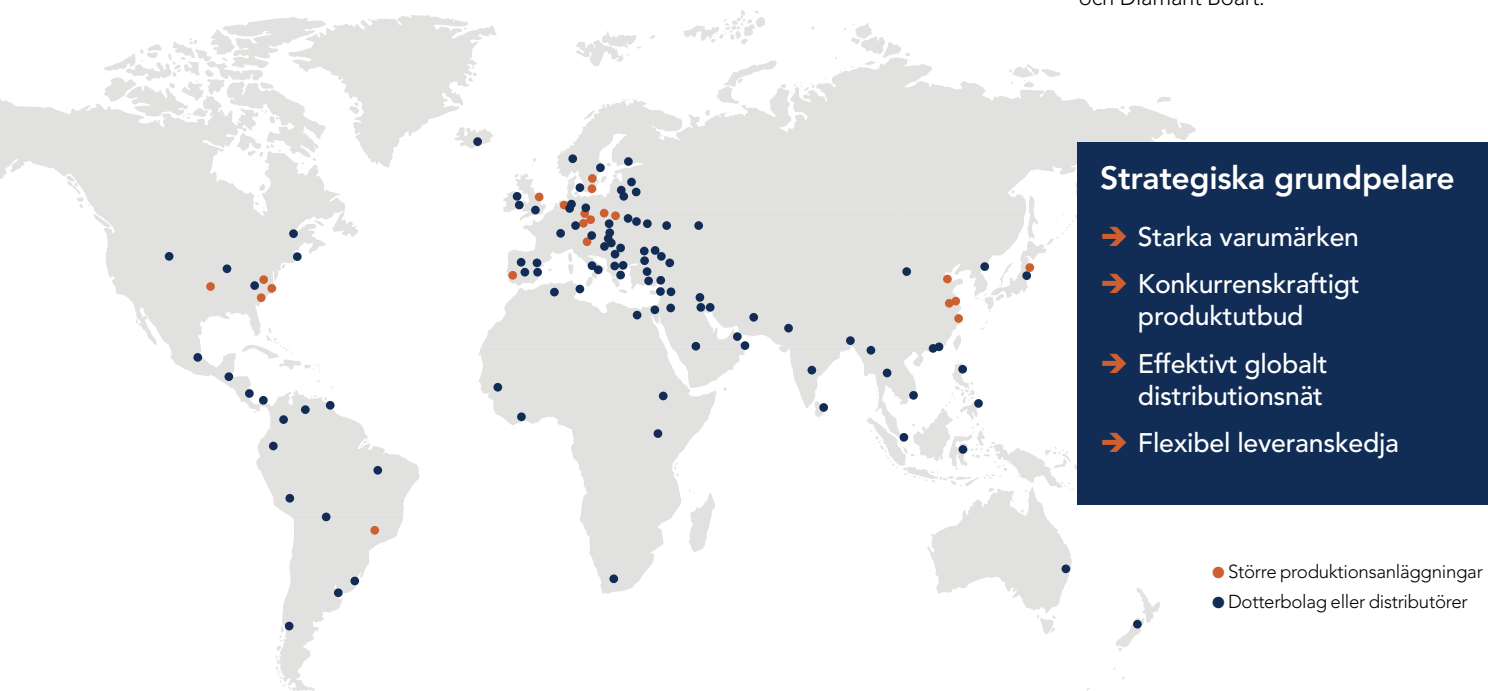 och Diamant Boart.
Strategiska grundpelare
Starka varumärken
Konkurrenskraftigt
produktutbud
Effektivt globalt
distributionsnät
Flexibel leveranskedja
Större produktionsanläggningar
Dotterbolag eller distributörer